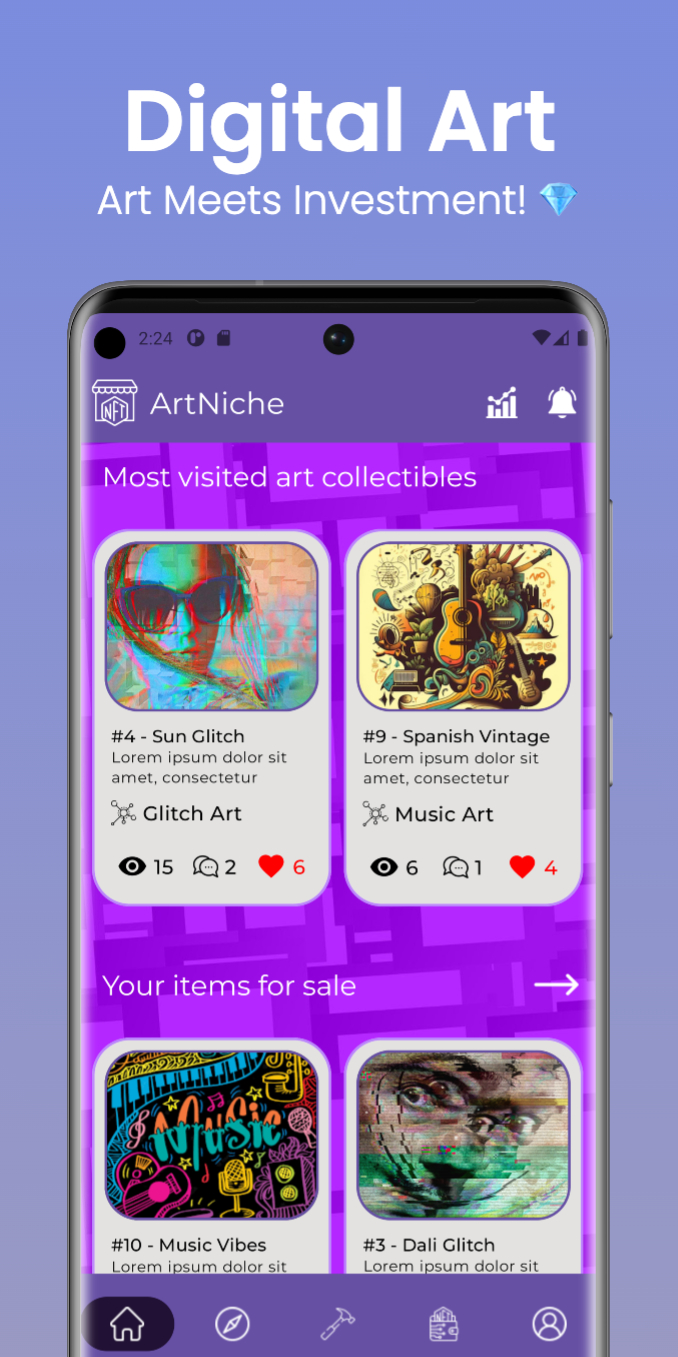 Digital Art
Art Meets Investment! 💎
2:24
NFT ArtNiche
Most visited art collectibles
#4 - Sun Glitch
Lorem ipsum dolor sit
amet, consectetur
Glitch Art
15 2 6
#9 - Spanish Vintage
Lorem ipsum dolor sit
amet, consectetur
Music Art
6 1 4
Your items for sale
Music
#10 - Music Vibes
Lorem ipsum dolor sit
#3 - Dali Glitch
Lorem ipsum dolor sit
NFT